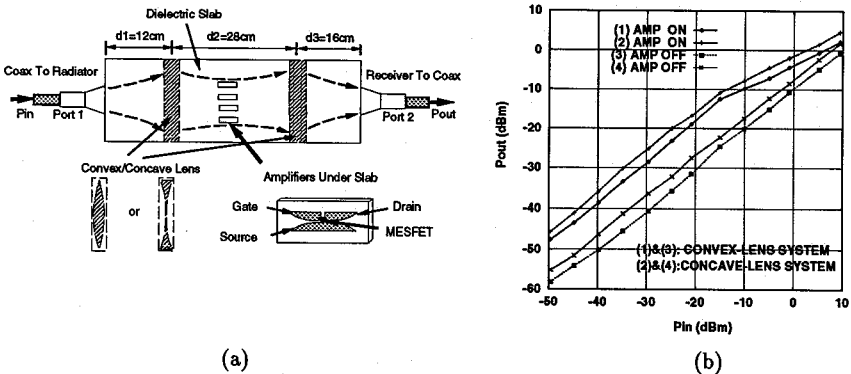 Dielectric Slab
d1=12cm d2=28cm d3=16cm
Coax To Radiator
Receiver To Coax
Pin Port 1
Port 2 Pout
Convex/Concave Lens
Amplifiers Under Slab
or
Gate Drain
Source MESFET
(a)
(1) AMP ON
(2) AMP ON
(3) AMP OFF
(4) AMP OFF
10
0
-10
-20
-30
-40
-50
-60
Pout (dBm)
(1)&(3): CONVEX-LENS SYSTEM
(2)&(4):CONCAVE-LENS SYSTEM
-50 -40 -30 -20 -10 0 10
Pin (dBm)
(b)